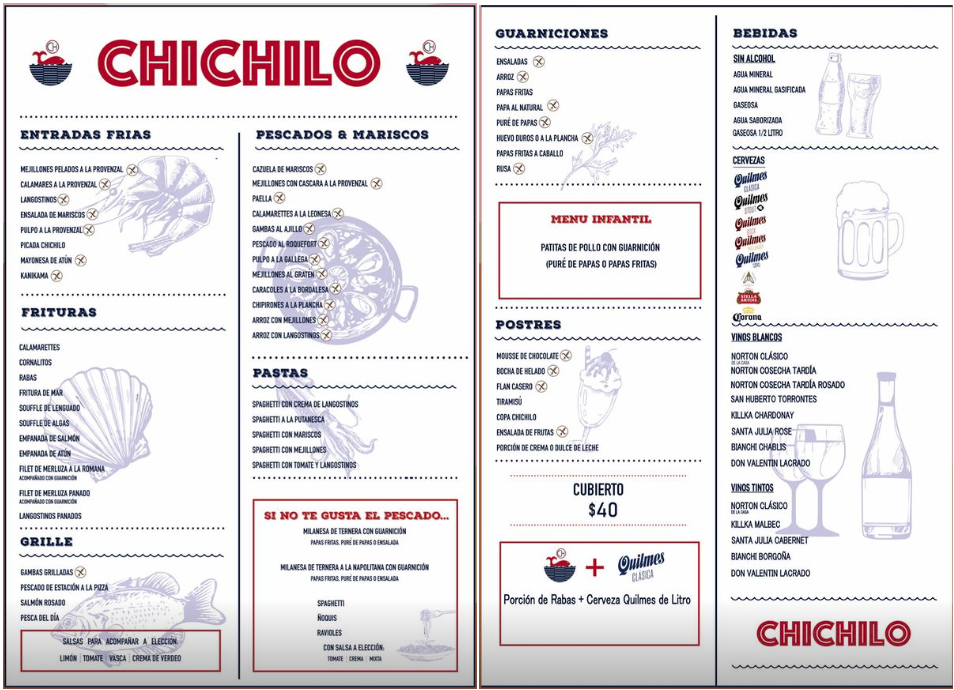 CHICHILO
ENTRADAS FRIAS
MEJILLONES PELADOS A LA PROVENZAL
CALAMARES A LA PROVENZAL
LANGOSTINOS
ENSALADA DE MARISCOS
PULPO A LA PROVENZAL
PICADA CHICHILO
MAYONESA DE ATÚN
KANIKAMA
FRITURAS
CALAMARETTES
CORNALITOS
RABAS
FRITURA DE MAR
SOUFFLE DE LENGUADO
SOUFFLE DE ALGAS
EMPANADA DE SALMÓN
EMPANADA DE ATÚN
FILET DE MERLUZA A LA ROMANA
ACOMPAÑADO CON GUARNICIÓN
FILET DE MERLUZA PANADO
ACOMPAÑADO CON GUARNICIÓN
LANGOSTINOS PANADOS
GRILLE
GAMBAS GRILLADAS
PESCADO DE ESTACIÓN A LA PIZZA
SALMÓN ROSADO
PESCA DEL DÍA
SALSAS PARA ACOMPAÑAR A ELECCIÓN:
LIMÓN | TOMATE | VASCA | CREMA DE VERDEO
PESCADOS & MARISCOS
CAZUELA DE MARISCOS
MEJILLONES CON CASCARA A LA PROVENZAL
PAELLA
CALAMARETTES A LA LEONESA
GAMBAS AL AJILLO
PESCADO AL ROQUEFORT
PULPO A LA GALLEGA
MEJILLONES AL GRATEN
CARACOLES A LA BORDALESA
CHIPIRONES A LA PLANCHA
ARROZ CON MEJILLONES
ARROZ CON LANGOSTINOS
PASTAS
SPAGHETTI CON CREMA DE LANGOSTINOS
SPAGHETTI A LA PUTANESCA
SPAGHETTI CON MARISCOS
SPAGHETTI CON MEJILLONES
SPAGHETTI CON TOMATE Y LANGOSTINOS
SI NO TE GUSTA EL PESCADO...
MILANESA DE TERNERA CON GUARNICIÓN
PAPAS FRITAS, PURÉ DE PAPAS O ENSALADA
MILANESA DE TERNERA A LA NAPOLITANA CON GUARNICIÓN
PAPAS FRITAS, PURÉ DE PAPAS O ENSALADA
SPAGHETTI
ÑOQUIS
RAVIOLES
CON SALSA A ELECCIÓN:
TOMATE | CREMA | MIXTA
GUARNICIONES
ENSALADAS
ARROZ
PAPAS FRITAS
PAPA AL NATURAL
PURÉ DE PAPAS
HUEVO DUROS O A LA PLANCHA
PAPAS FRITAS A CABALLO
RUSA
MENU INFANTIL
PATITAS DE POLLO CON GUARNICIÓN
(PURÉ DE PAPAS O PAPAS FRITAS)
POSTRES
MOUSSE DE CHOCOLATE
BOCHA DE HELADO
FLAN CASERO
TIRAMISÚ
COPA CHICHILO
ENSALADA DE FRUTAS
PORCIÓN DE CREMA O DULCE DE LECHE
CUBIERTO
$40
CH + Quilmes
CLÁSICA
Porción de Rabas + Cerveza Quilmes de Litro
BEBIDAS
SIN ALCOHOL
AGUA MINERAL
AGUA MINERAL GASIFICADA
GASEOSA
AGUA SABORIZADA
GASEOSA 1/2 LITRO
CERVEZAS
Quilmes
CLÁSICA
Quilmes
STOUT
Quilmes
Quilmes
Quilmes
STELLA ARTOIS
Corona
VINOS BLANCOS
NORTON CLÁSICO
DE LA CASA
NORTON COSECHA TARDÍA
NORTON COSECHA TARDÍA ROSADO
SAN HUBERTO TORRONTES
KILLKA CHARDONAY
SANTA JULIA ROSE
BIANCHI CHABLIS
DON VALENTIN LACRADO
VINOS TINTOS
NORTON CLÁSICO
DE LA CASA
KILLKA MALBEC
SANTA JULIA CABERNET
BIANCHI BORGOÑA
DON VALENTIN LACRADO
CHICHILO